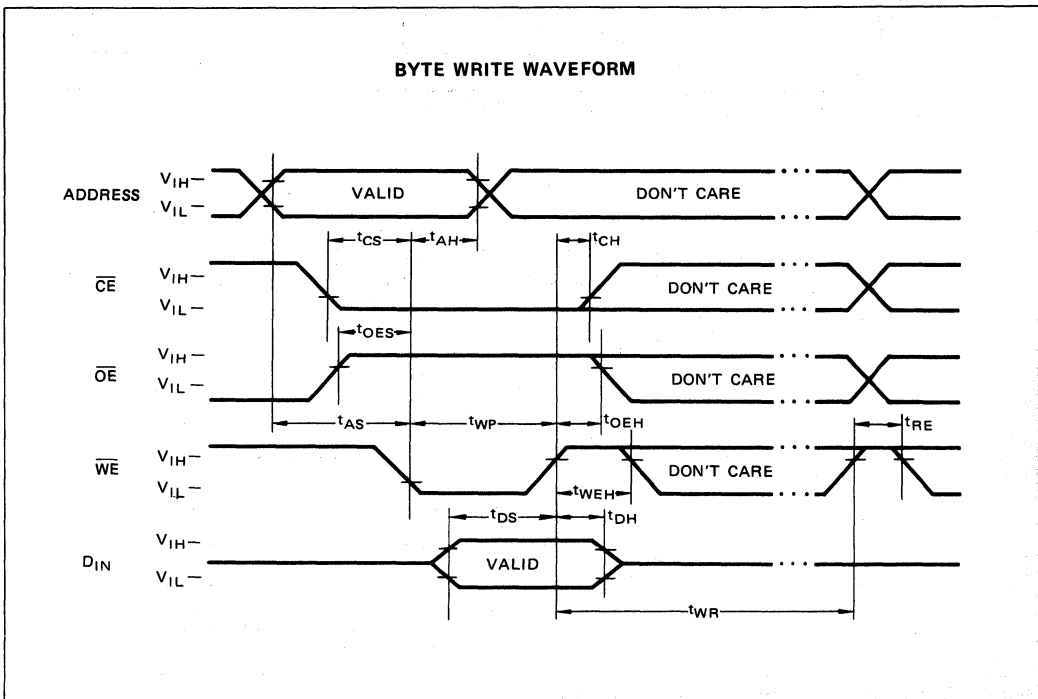 BYTE WRITE WAVEFORM
ADDRESS
VIH
VIL
VALID
DON'T CARE
tCS
tAH
tCH
CE
VIH
VIL
DON'T CARE
tOES
OE
VIH
VIL
DON'T CARE
tAS
tWP
tOEH
tRE
WE
VIH
VIL
DON'T CARE
tWEH
tDS
tDH
DIN
VIH
VIL
VALID
tWR